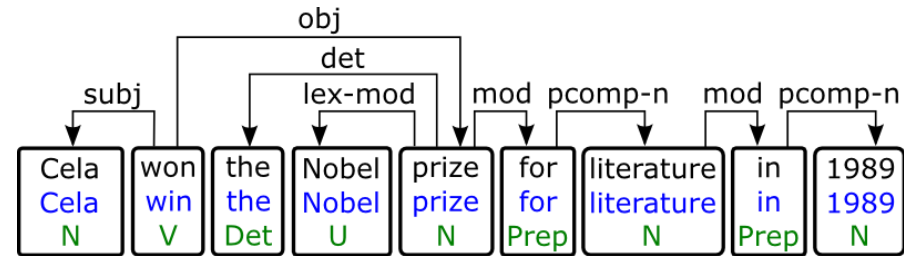 obj
det
subj lex-mod mod pcomp-n mod pcomp-n
Cela won the Nobel prize for literature in 1989
Cela win the Nobel prize for literature in 1989
N V Det U N Prep N Prep N